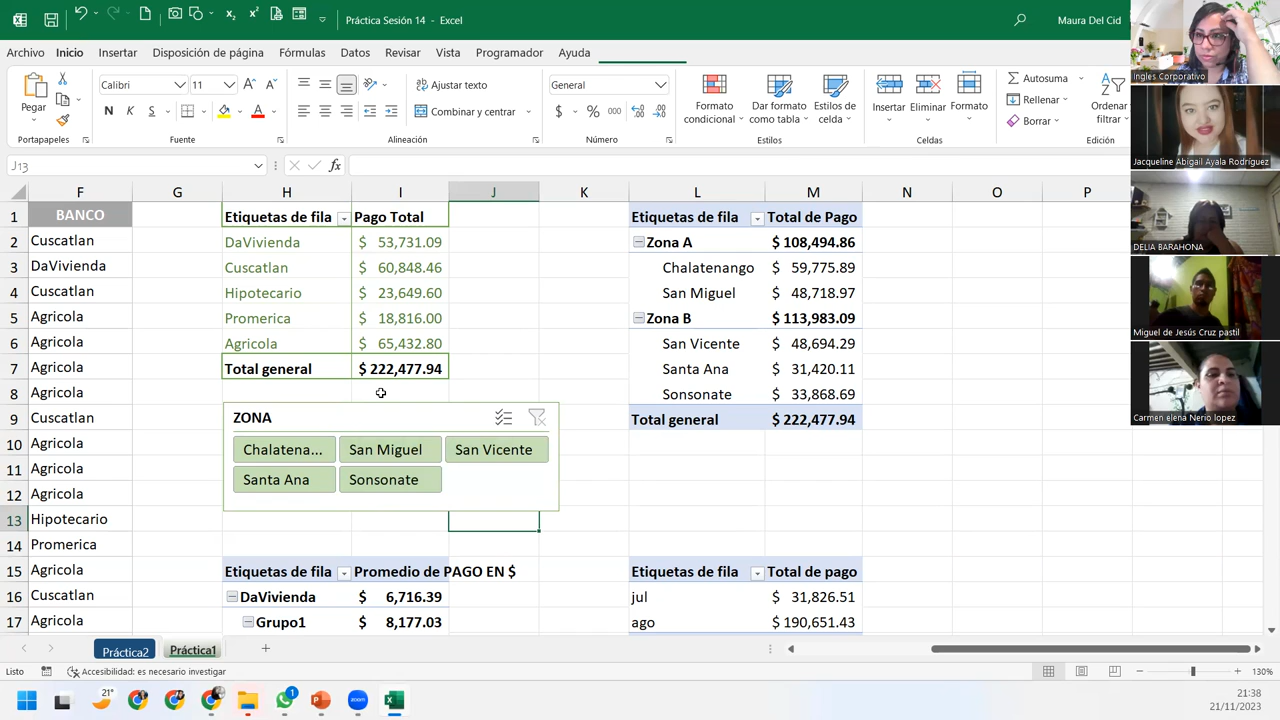 Práctica Sesión 14 - Excel
Maura Del Cid
Archivo Inicio Insertar Disposición de página Fórmulas Datos Revisar Vista Programador Ayuda
Pegar
Calibri 11
N K S
Ajustar texto
Combinar y centrar
General
$ % 000
Formato condicional
Dar formato como tabla
Estilos de celda
Insertar Eliminar Formato
Autosuma
Rellenar
Borrar
Ordenar y filtrar
Portapapeles Fuente Alineación Número Estilos Celdas Edición
J13 fx
F G H I J K L M N O P
1 BANCO Etiquetas de fila Pago Total Etiquetas de fila Total de Pago
2 Cuscatlan DaVivienda $ 53,731.09 Zona A $ 108,494.86
3 DaVivienda Cuscatlan $ 60,848.46 Chalatenango $ 59,775.89
4 Cuscatlan Hipotecario $ 23,649.60 San Miguel $ 48,718.97
5 Agricola Promerica $ 18,816.00 Zona B $ 113,983.09
6 Agricola Agricola $ 65,432.80 San Vicente $ 48,694.29
7 Agricola Total general $ 222,477.94 Santa Ana $ 31,420.11
8 Agricola Sonsonate $ 33,868.69
9 Cuscatlan ZONA Total general $ 222,477.94
10 Agricola Chalatena... San Miguel San Vicente
11 Agricola Santa Ana Sonsonate
12 Agricola
13 Hipotecario
14 Promerica
15 Agricola Etiquetas de fila Promedio de PAGO EN $ Etiquetas de fila Total de pago
16 Cuscatlan DaVivienda $ 6,716.39 jul $ 31,826.51
17 Agricola Grupo1 $ 8,177.03 ago $ 190,651.43
Práctica2 Práctica1
Listo Accesibilidad: es necesario investigar 130%
21° 1 zoom
21:38
21/11/2023
Ingles Corporativo
Jacqueline Abigail Ayala Rodríguez
DELIA BARAHONA
Miguel de Jesús Cruz pastil
Carmen elena Nerio lopez